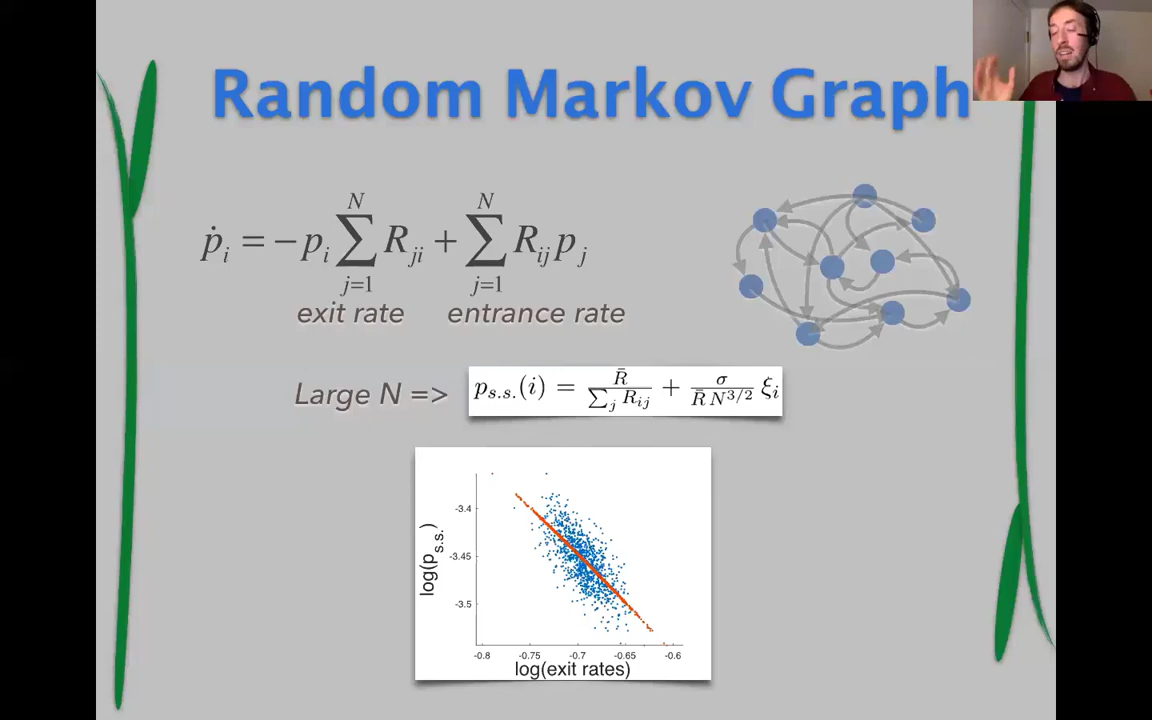 Random Markov Graph
ṗ_i = −p_i ∑_{j=1}^{N} R_{ji} + ∑_{j=1}^{N} R_{ij} p_j
exit rate entrance rate
Large N => p_{s.s.}(i) = R̄ / ∑_j R_{ij} + σ / (R̄ N^{3/2}) ξ_i
log(p_{s.s.})
-3.4
-3.45
-3.5
-0.8 -0.75 -0.7 -0.65 -0.6
log(exit rates)